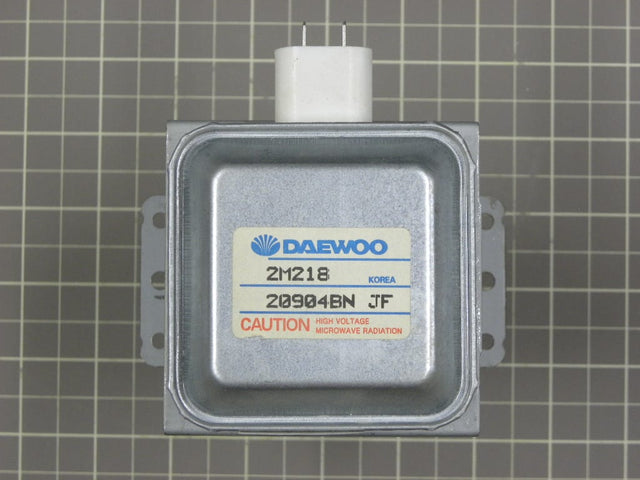 DAEWOO
2M218 KOREA
20904BN JF
CAUTION HIGH VOLTAGE
MICROWAVE RADIATION